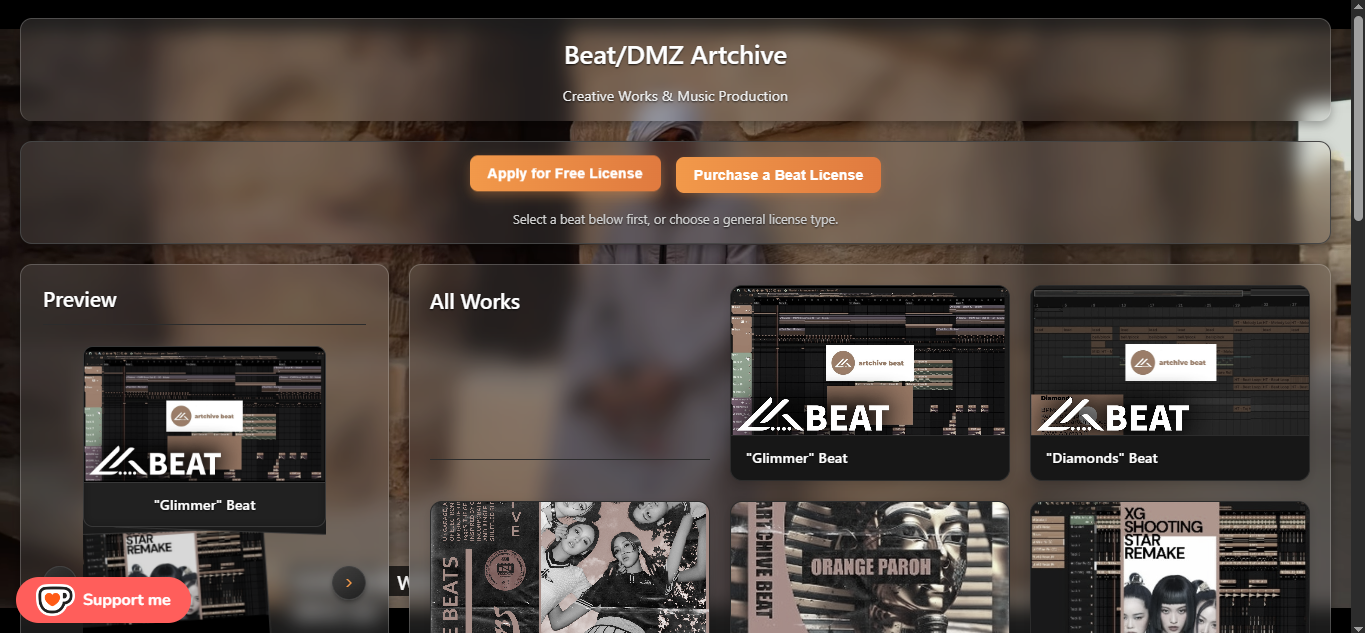 Beat/DMZ Artchive
Creative Works & Music Production
Apply for Free License
Purchase a Beat License
Select a beat below first, or choose a general license type.
Preview
artchive beat
BEAT
"Glimmer" Beat
STAR
REMAKE
Support me
W
All Works
artchive beat
BEAT
"Glimmer" Beat
artchive beat
BEAT
"Diamonds" Beat
E BEATS
ARTCHIVE BEAT
ORANGE PAROH
XG
SHOOTING
STAR
REMAKE